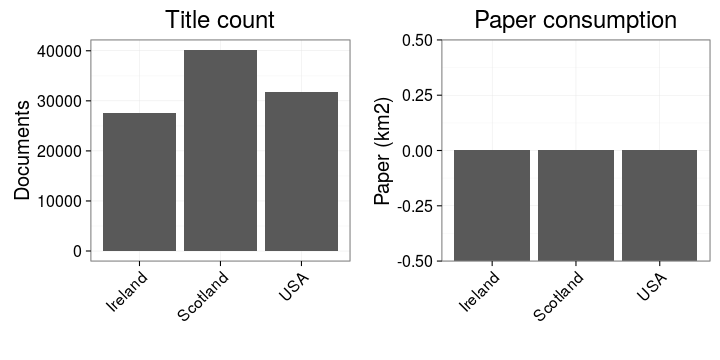 Title count
Documents
40000
30000
20000
10000
0
Ireland
Scotland
USA
Paper consumption
Paper (km2)
0.50
0.25
0.00
-0.25
-0.50
Ireland
Scotland
USA